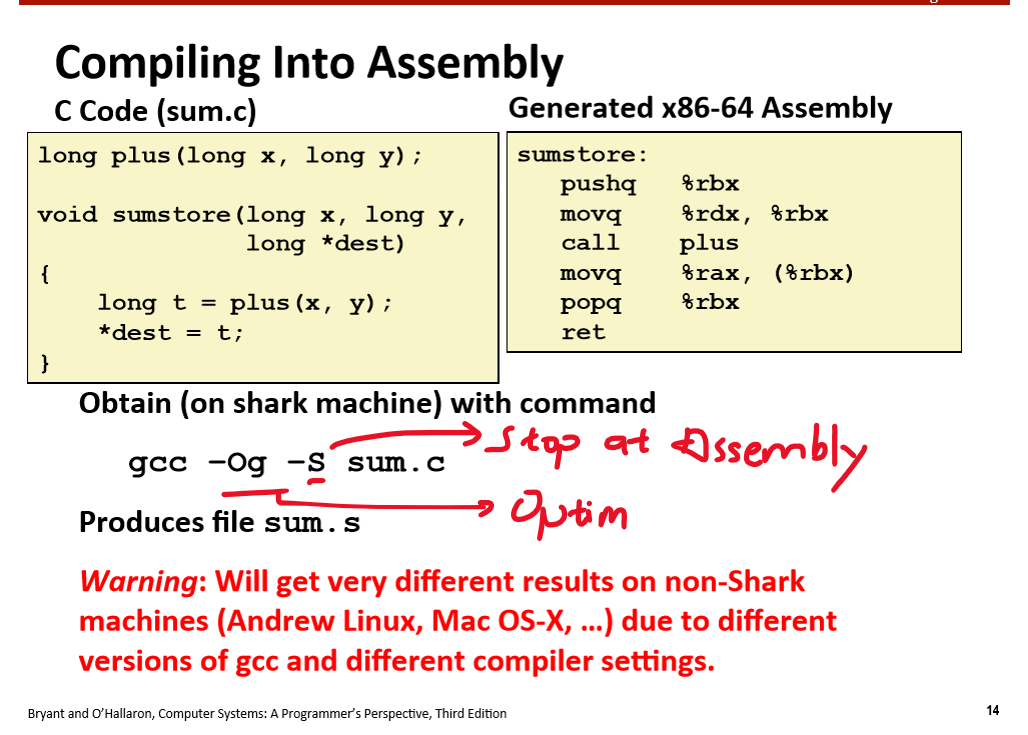 Compiling Into Assembly
C Code (sum.c)
long plus(long x, long y);
void sumstore(long x, long y,
long *dest)
{
long t = plus(x, y);
*dest = t;
}
Generated x86-64 Assembly
sumstore:
pushq %rbx
movq %rdx, %rbx
call plus
movq %rax, (%rbx)
popq %rbx
ret
Obtain (on shark machine) with command
gcc –Og –S sum.c
Stop at Assembly
Optim
Produces file sum.s
Warning: Will get very different results on non-Shark
machines (Andrew Linux, Mac OS-X, …) due to different
versions of gcc and different compiler settings.
Bryant and O'Hallaron, Computer Systems: A Programmer's Perspective, Third Edition
14